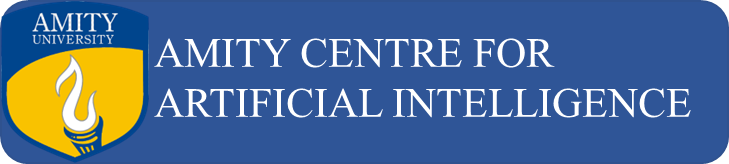 AMITY
UNIVERSITY
AMITY CENTRE FOR
ARTIFICIAL INTELLIGENCE